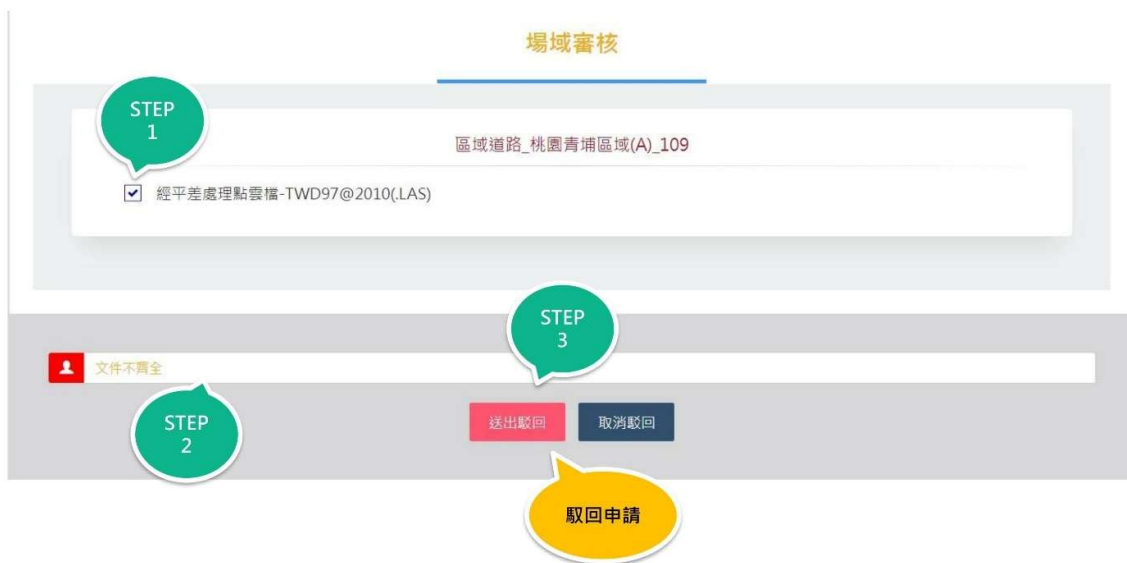 場域審核
STEP
1
區域道路_桃園青埔區域(A)_109
經平差處理點雲檔-TWD97@2010(.LAS)
STEP
3
文件不齊全
STEP
2
送出駁回
取消駁回
駁回申請